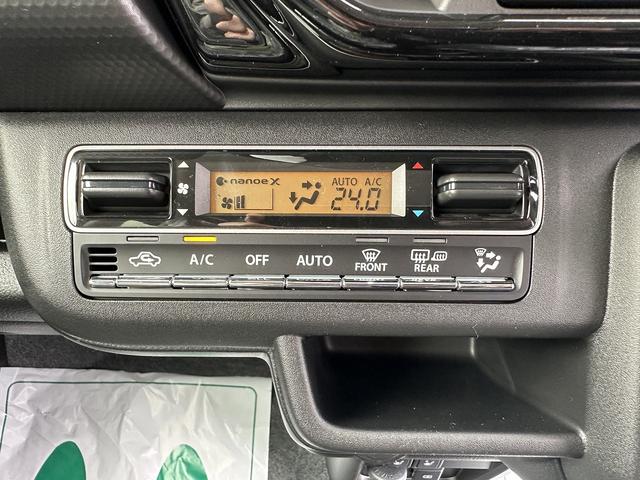 nanoeX AUTO A/C
24.0
A/C OFF AUTO FRONT REAR